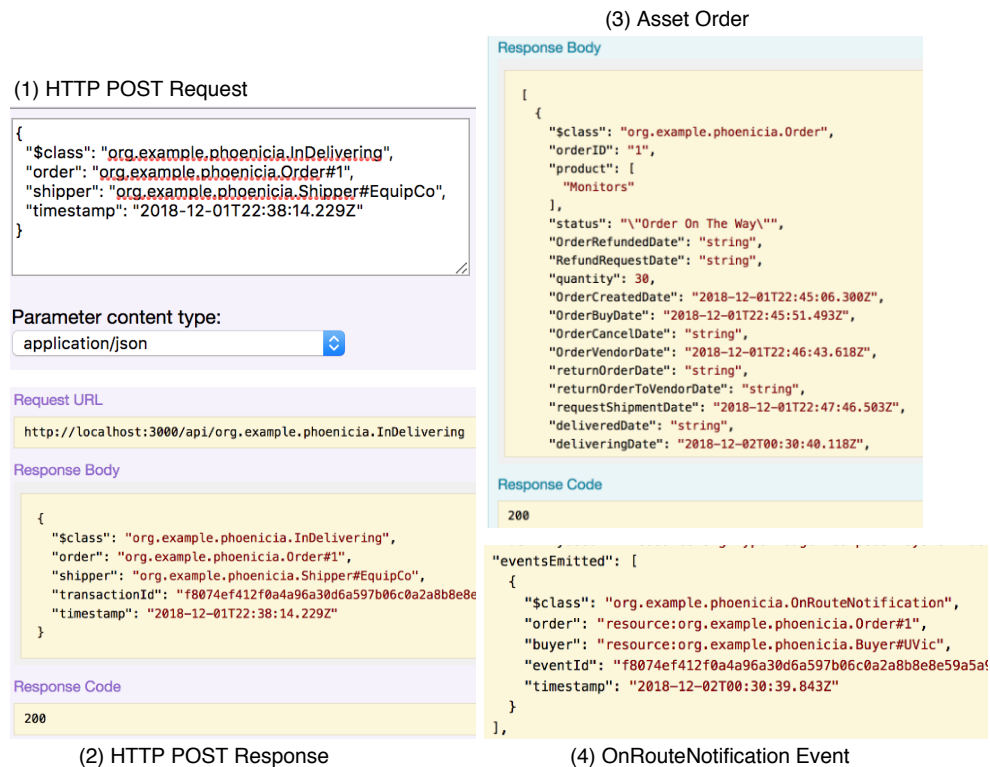 (1) HTTP POST Request
{
"$class": "org.example.phoenicia.InDelivering",
"order": "org.example.phoenicia.Order#1",
"shipper": "org.example.phoenicia.Shipper#EquipCo",
"timestamp": "2018-12-01T22:38:14.229Z"
}
Parameter content type:
application/json
Request URL
http://localhost:3000/api/org.example.phoenicia.InDelivering
Response Body
{
"$class": "org.example.phoenicia.InDelivering",
"order": "org.example.phoenicia.Order#1",
"shipper": "org.example.phoenicia.Shipper#EquipCo",
"transactionId": "f8074ef412f0a4a96a30d6a597b06c0a2a8b8e8e
"timestamp": "2018-12-01T22:38:14.229Z"
}
Response Code
200
(2) HTTP POST Response
(3) Asset Order
Response Body
[
{
"$class": "org.example.phoenicia.Order",
"orderID": "1",
"product": [
"Monitors"
],
"status": "\"Order On The Way\"",
"OrderRefundedDate": "string",
"RefundRequestDate": "string",
"quantity": 30,
"OrderCreatedDate": "2018-12-01T22:45:06.300Z",
"OrderBuyDate": "2018-12-01T22:45:51.493Z",
"OrderCancelDate": "string",
"OrderVendorDate": "2018-12-01T22:46:43.618Z",
"returnOrderDate": "string",
"returnOrderToVendorDate": "string",
"requestShipmentDate": "2018-12-01T22:47:46.503Z",
"deliveredDate": "string",
"deliveringDate": "2018-12-02T00:30:40.118Z",
Response Code
200
"eventsEmitted": [
{
"$class": "org.example.phoenicia.OnRouteNotification",
"order": "resource:org.example.phoenicia.Order#1",
"buyer": "resource:org.example.phoenicia.Buyer#UVic",
"eventId": "f8074ef412f0a4a96a30d6a597b06c0a2a8b8e8e59a5a9
"timestamp": "2018-12-02T00:30:39.843Z"
}
],
(4) OnRouteNotification Event